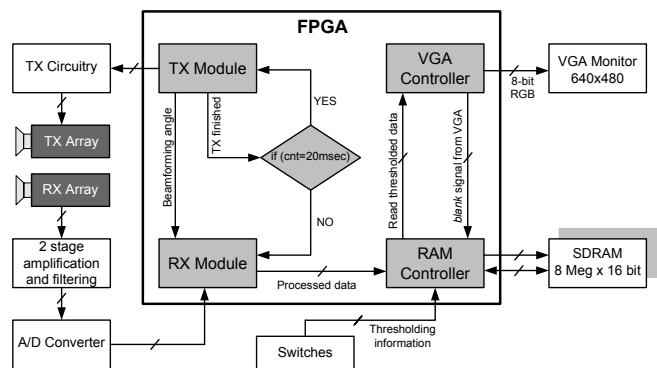 FPGA
TX Circuitry
TX Module
VGA
Controller
VGA Monitor
640x480
8-bit
RGB
YES
TX Array
Beamforming angle
TX finished
if (cnt=20msec)
Read thresholded data
blank signal from VGA
RX Array
NO
2 stage
amplification
and filtering
RX Module
RAM
Controller
SDRAM
8 Meg x 16 bit
Processed data
A/D Converter
Switches
Thresholding
information